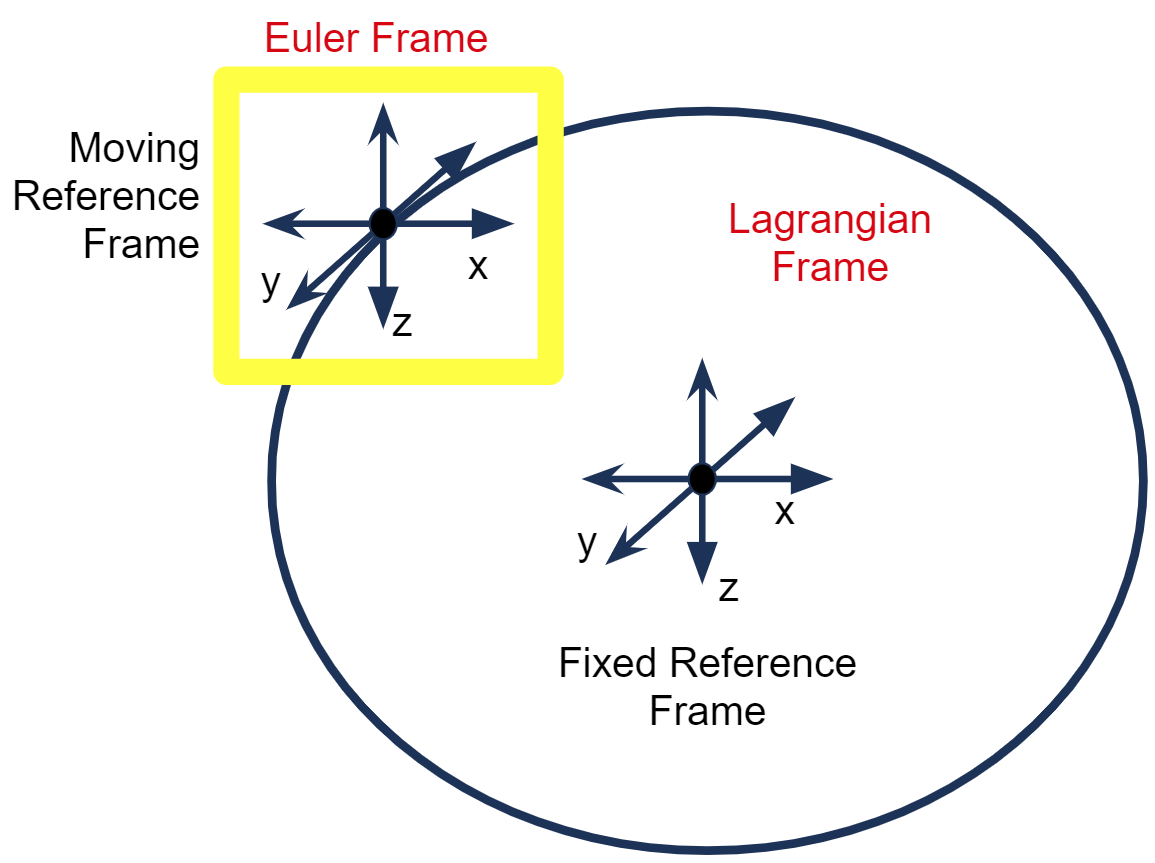 Euler Frame
Moving
Reference
Frame
Lagrangian
Frame
x
y
z
x
y
z
Fixed Reference
Frame